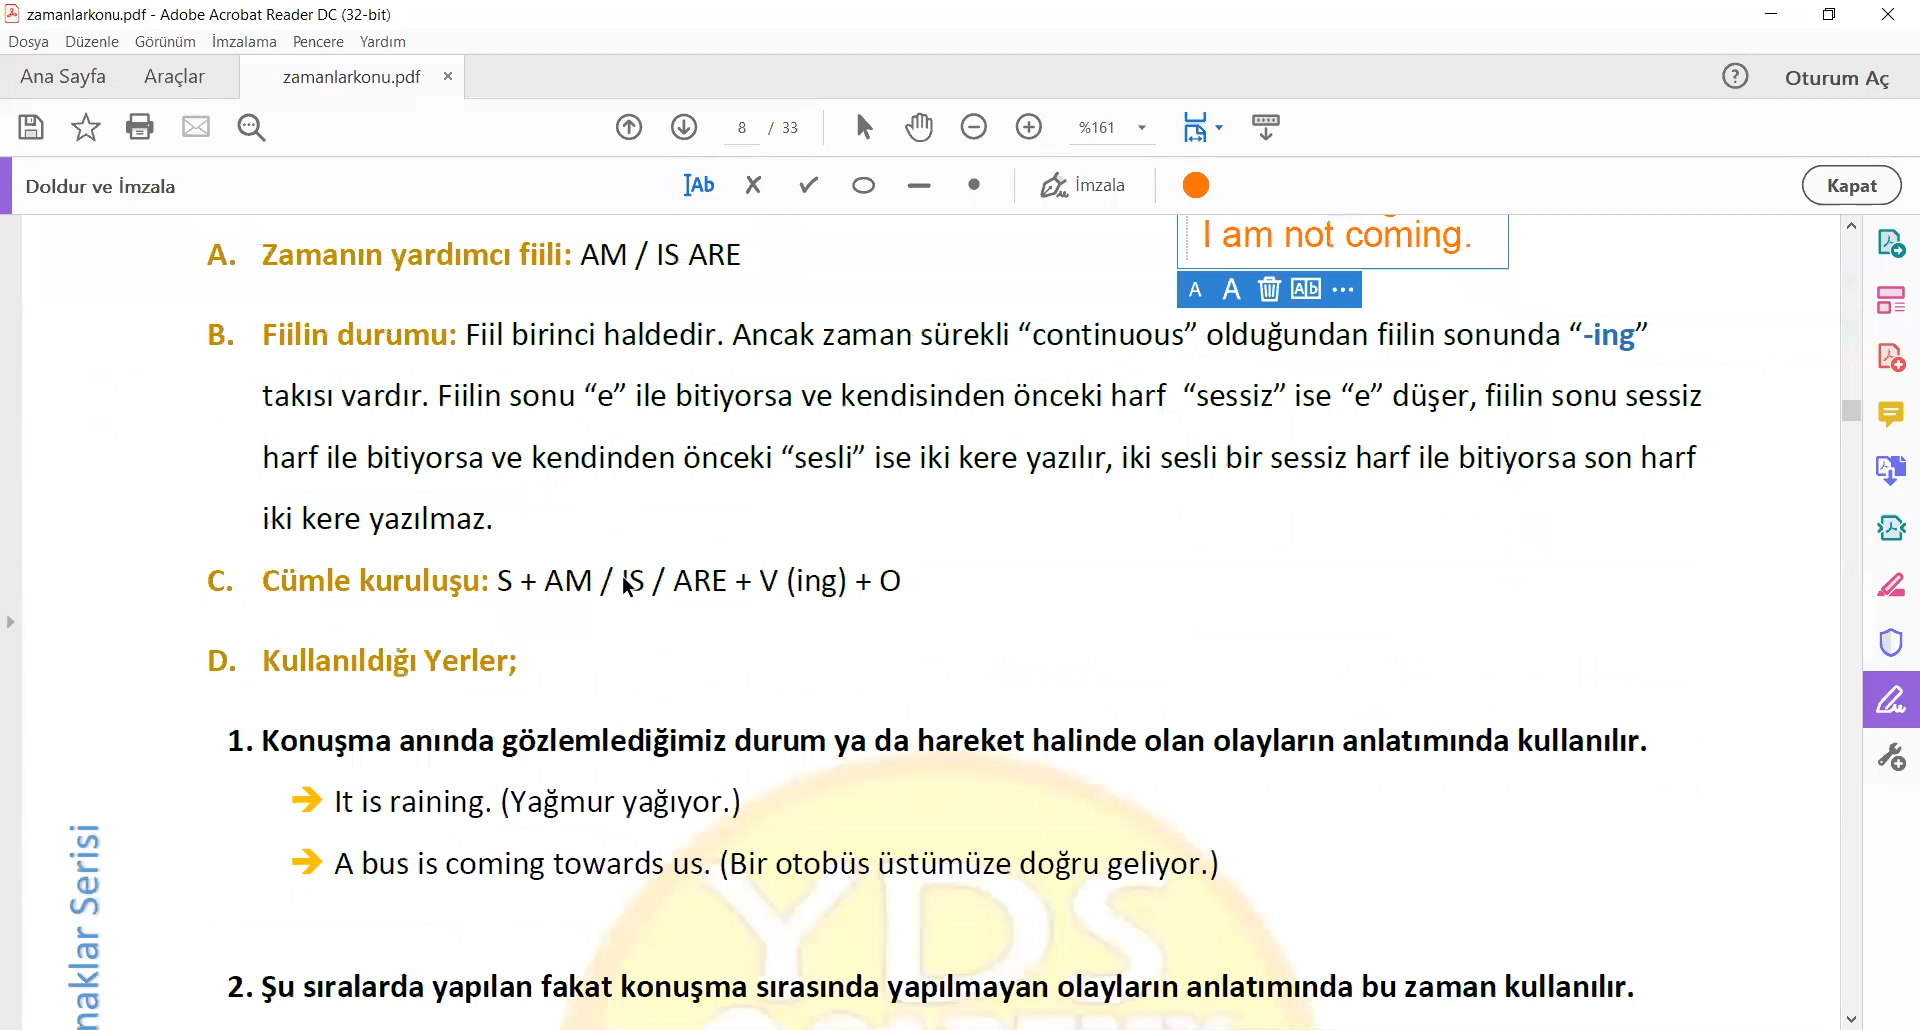 zamanlarkonu.pdf - Adobe Acrobat Reader DC (32-bit)
Dosya Düzenle Görünüm İmzalama Pencere Yardım
Ana Sayfa Araçlar zamanlarkonu.pdf × ? Oturum Aç
8 / 33 %161
Doldur ve İmzala Ab İmzala Kapat
I am not coming.
A A Ab ...
A. Zamanın yardımcı fiili: AM / IS ARE
B. Fiilin durumu: Fiil birinci haldedir. Ancak zaman sürekli “continuous” olduğundan fiilin sonunda “-ing”
takısı vardır. Fiilin sonu “e” ile bitiyorsa ve kendisinden önceki harf “sessiz” ise “e” düşer, fiilin sonu sessiz
harf ile bitiyorsa ve kendinden önceki “sesli” ise iki kere yazılır, iki sesli bir sessiz harf ile bitiyorsa son harf
iki kere yazılmaz.
C. Cümle kuruluşu: S + AM / IS / ARE + V (ing) + O
D. Kullanıldığı Yerler;
1. Konuşma anında gözlemlediğimiz durum ya da hareket halinde olan olayların anlatımında kullanılır.
It is raining. (Yağmur yağıyor.)
A bus is coming towards us. (Bir otobüs üstümüze doğru geliyor.)
2. Şu sıralarda yapılan fakat konuşma sırasında yapılmayan olayların anlatımında bu zaman kullanılır.
YDS
naklar Serisi